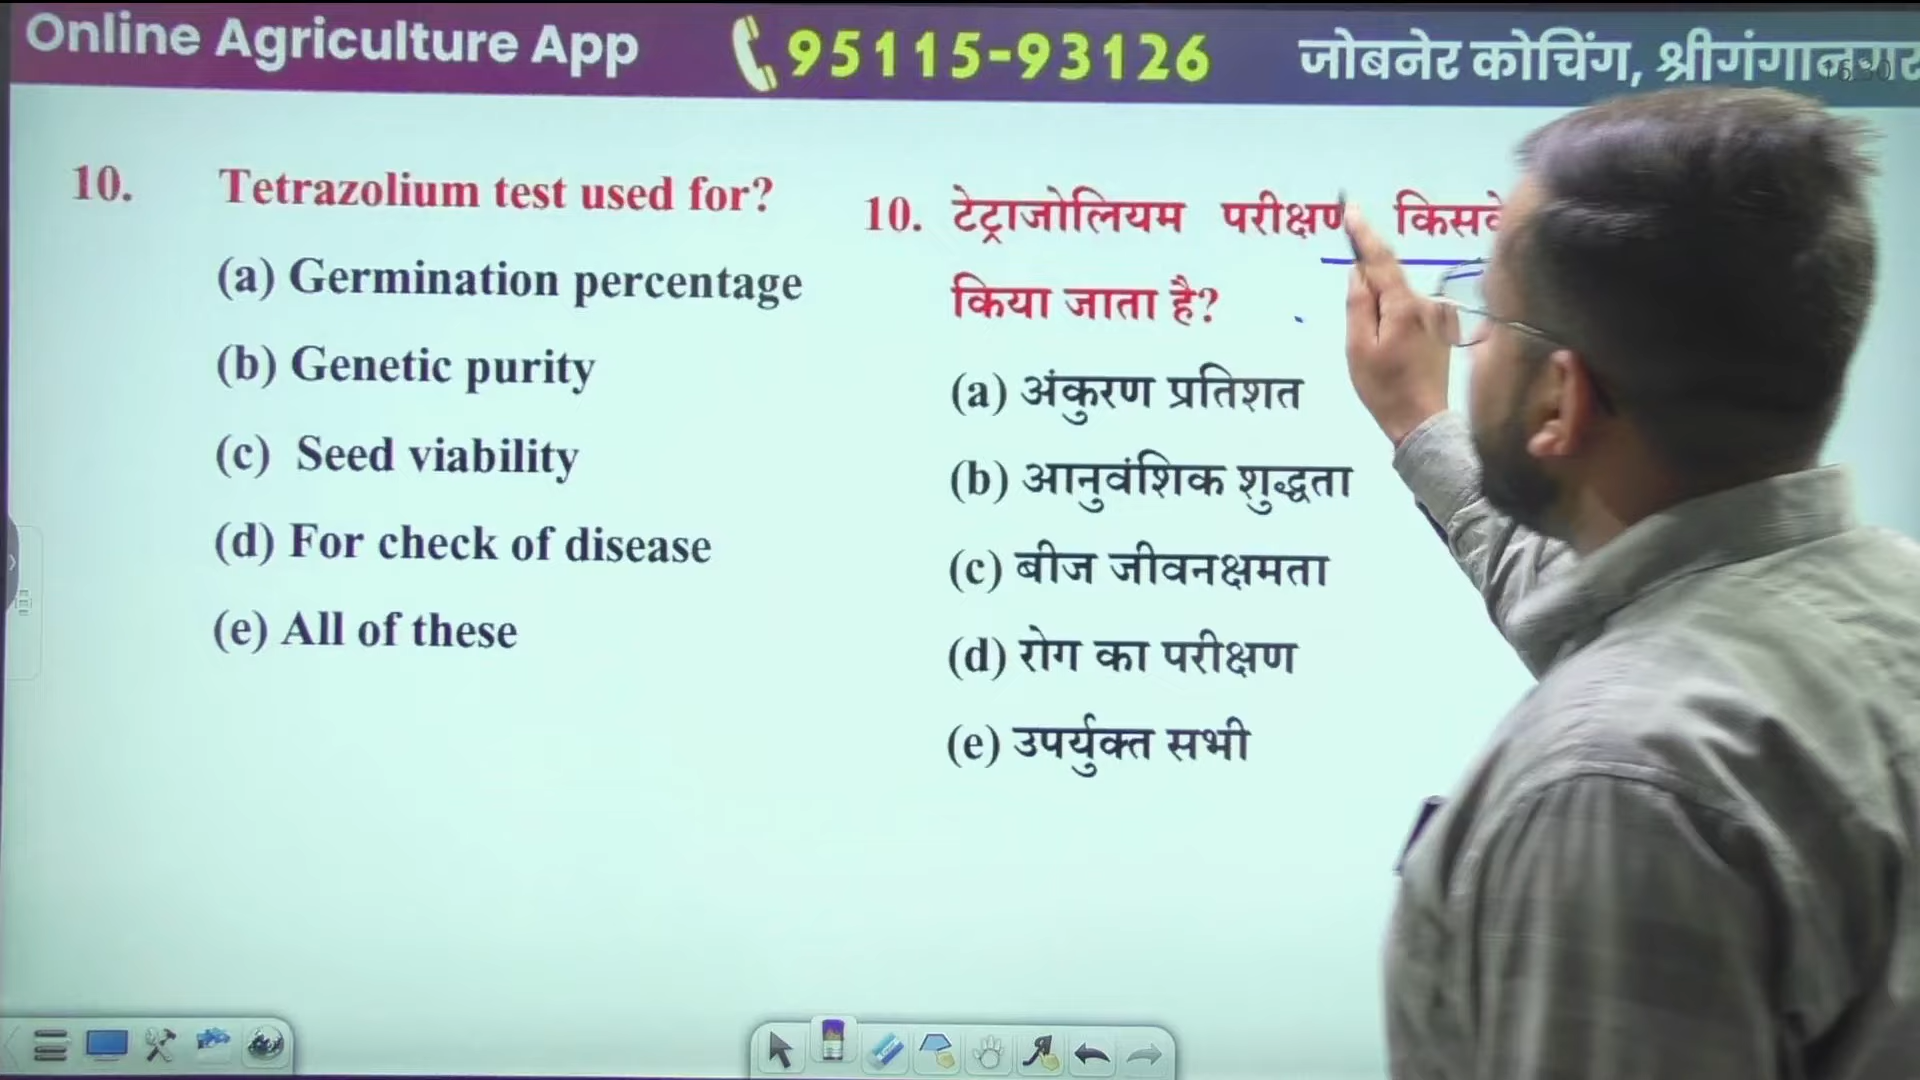 Online Agriculture App
95115-93126
जोबनेर कोचिंग, श्रीगंगानगर
10. Tetrazolium test used for?
(a) Germination percentage
(b) Genetic purity
(c) Seed viability
(d) For check of disease
(e) All of these
10. टेट्राजोलियम परीक्षण
किया जाता है?
(a) अंकुरण प्रतिशत
(b) आनुवंशिक शुद्धता
(c) बीज जीवनक्षमता
(d) रोग का परीक्षण
(e) उपर्युक्त सभी